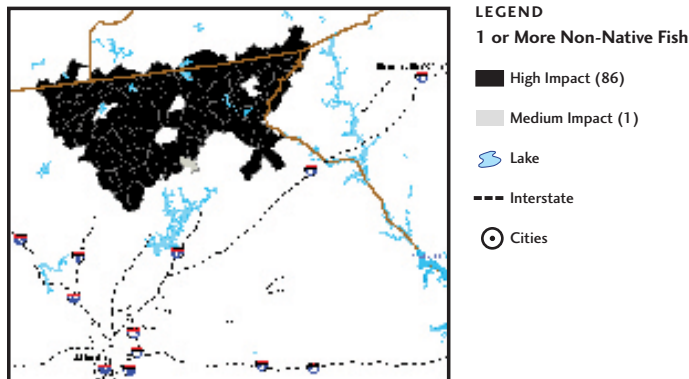 LEGEND
1 or More Non-Native Fish
High Impact (86)
Medium Impact (1)
Lake
Interstate
Cities